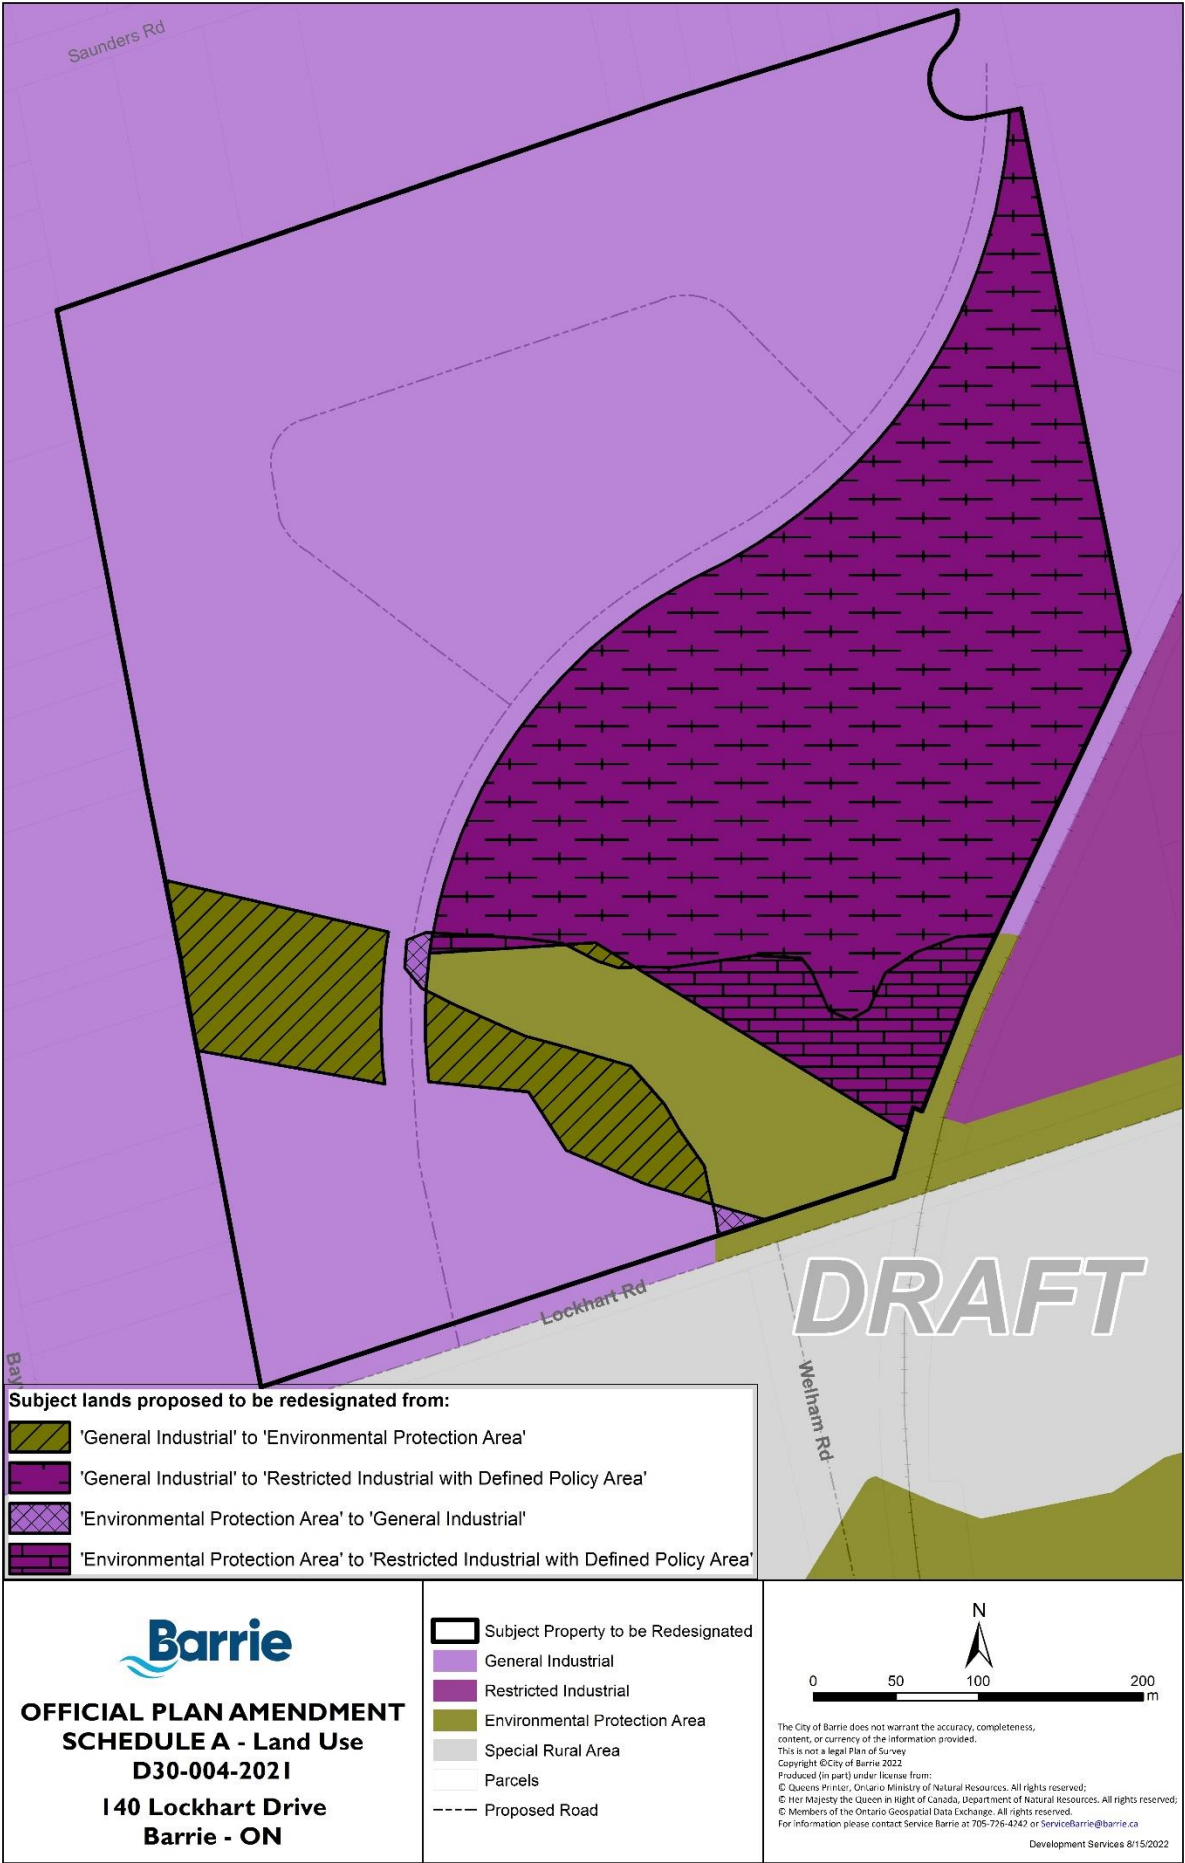 Saunders Rd
Lockhart Rd
DRAFT
Welham Rd
Bay
Subject lands proposed to be redesignated from:
'General Industrial' to 'Environmental Protection Area'
'General Industrial' to 'Restricted Industrial with Defined Policy Area'
'Environmental Protection Area' to 'General Industrial'
'Environmental Protection Area' to 'Restricted Industrial with Defined Policy Area'
Barrie
OFFICIAL PLAN AMENDMENT
SCHEDULE A - Land Use
D30-004-2021
140 Lockhart Drive
Barrie - ON
Subject Property to be Redesignated
General Industrial
Restricted Industrial
Environmental Protection Area
Special Rural Area
Parcels
Proposed Road
N
0 50 100 200
m
The City of Barrie does not warrant the accuracy, completeness,
content, or currency of the information provided.
This is not a legal Plan of Survey
Copyright ©City of Barrie 2022
Produced (in part) under license from:
© Queens Printer, Ontario Ministry of Natural Resources. All rights reserved;
© Her Majesty the Queen in Right of Canada, Department of Natural Resources. All rights reserved;
© Members of the Ontario Geospatial Data Exchange. All rights reserved.
For information please contact Service Barrie at 705-726-4242 or ServiceBarrie@barrie.ca
Development Services 8/15/2022